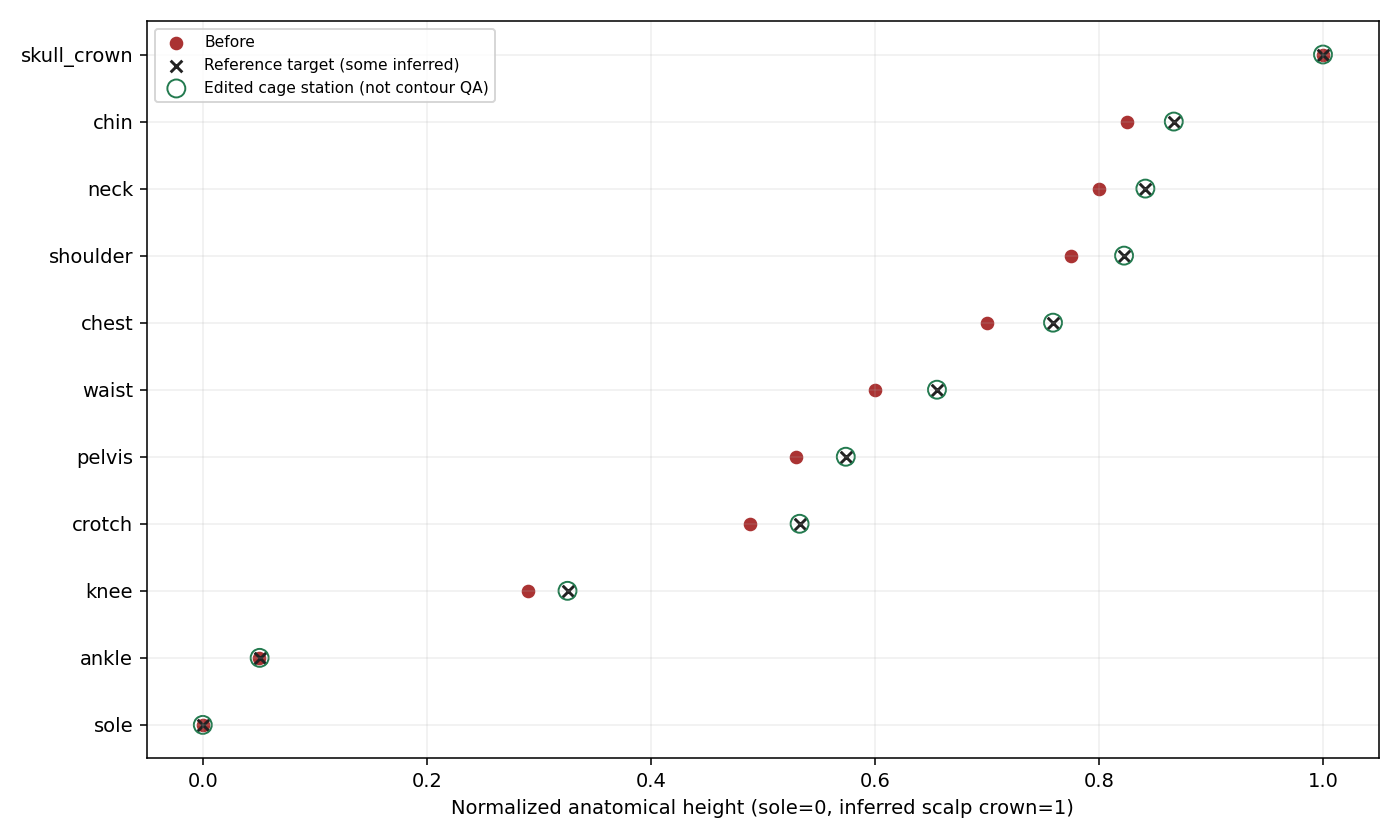 Before
Reference target (some inferred)
Edited cage station (not contour QA)
skull_crown
chin
neck
shoulder
chest
waist
pelvis
crotch
knee
ankle
sole
0.0 0.2 0.4 0.6 0.8 1.0
Normalized anatomical height (sole=0, inferred scalp crown=1)